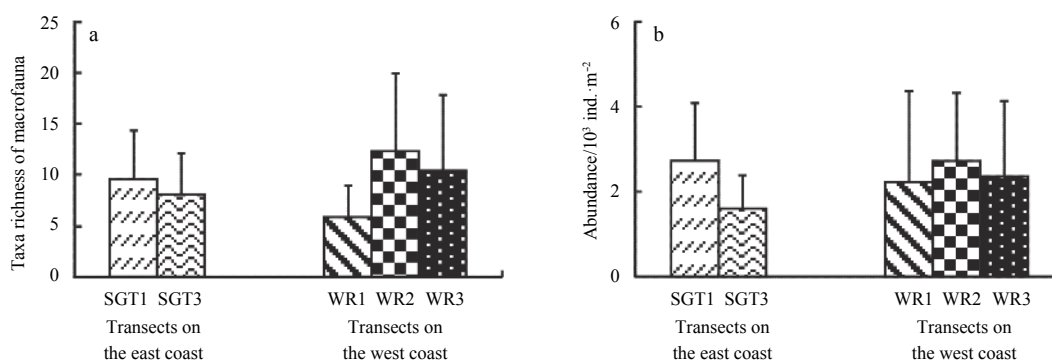 a
Taxa richness of macrofauna
25
20
15
10
5
0
SGT1 SGT3 WR1 WR2 WR3
Transects on
the east coast
Transects on
the west coast
b
Abundance/10³ ind.·m⁻²
6
4
2
0
SGT1 SGT3 WR1 WR2 WR3
Transects on
the east coast
Transects on
the west coast